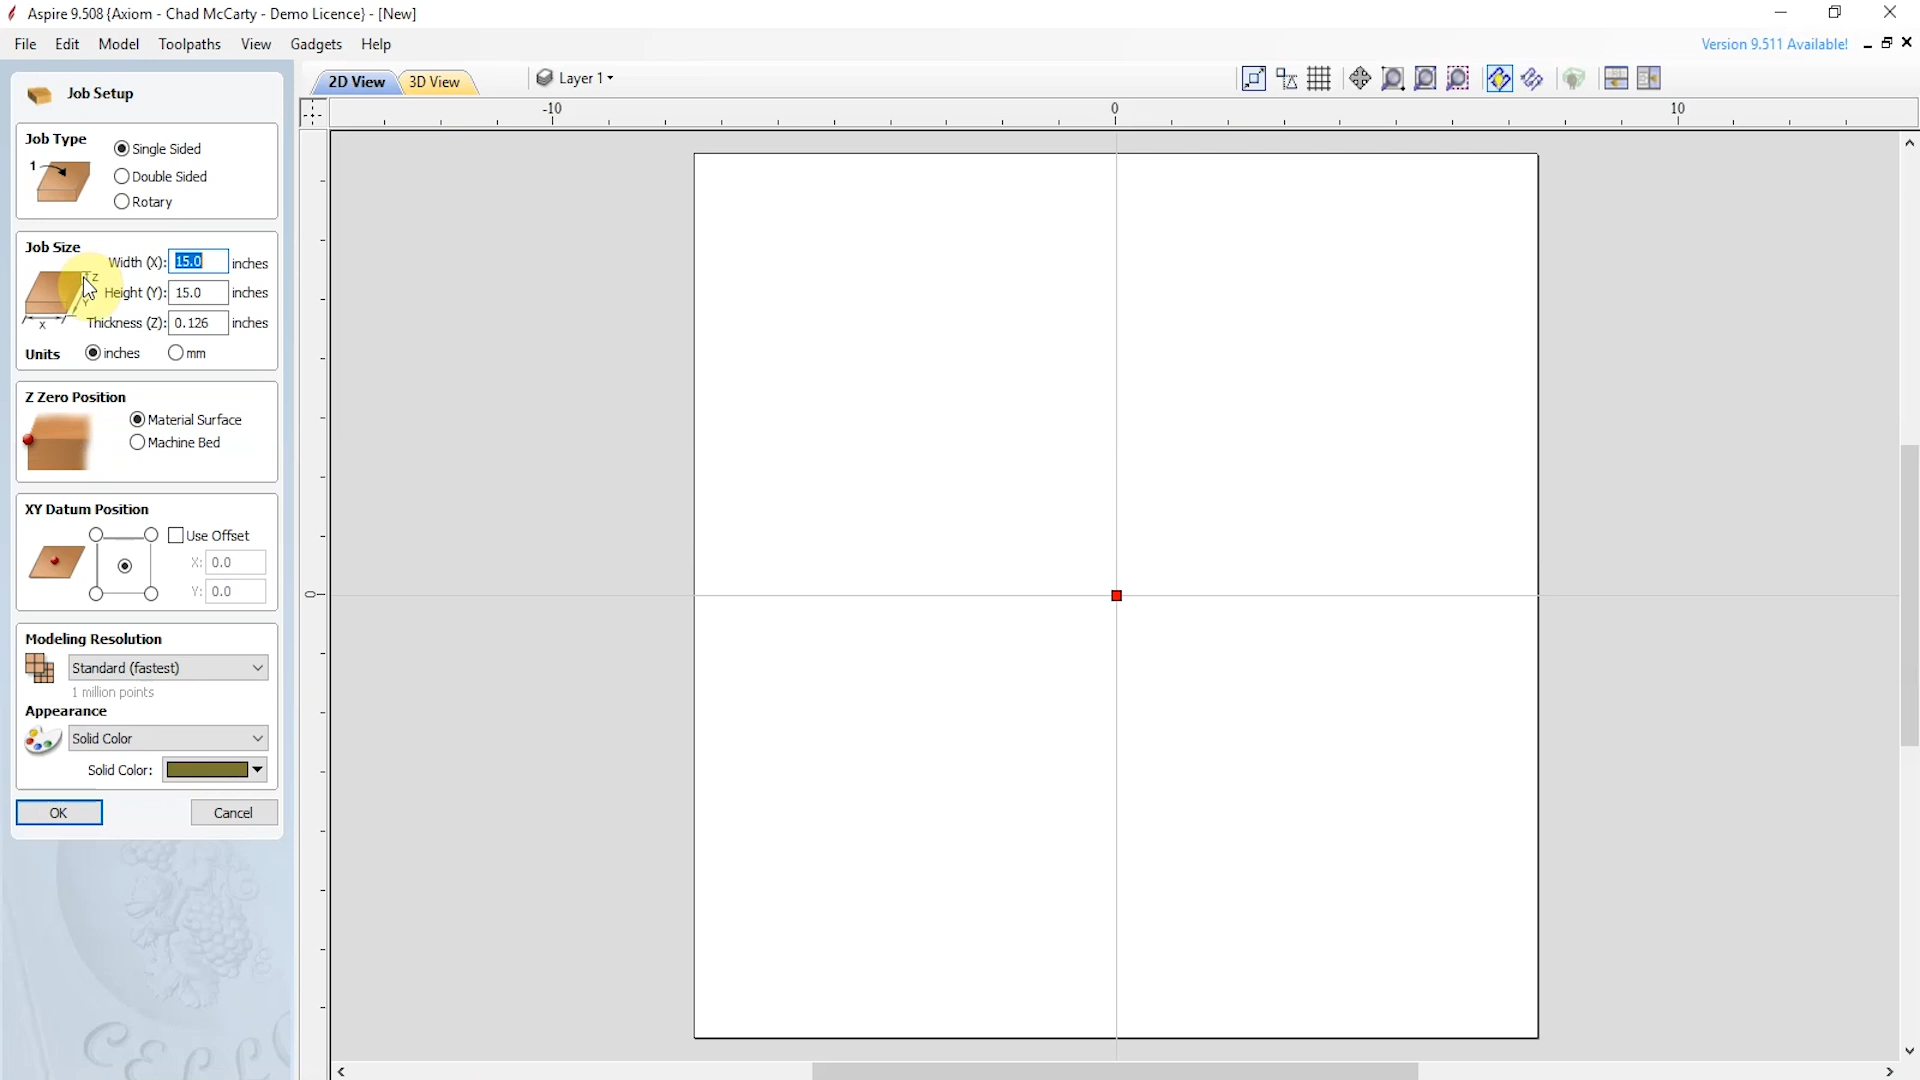 Aspire 9.508 {Axiom - Chad McCarty - Demo Licence} - [New]
File Edit Model Toolpaths View Gadgets Help
Version 9.511 Available!
Job Setup
2D View 3D View Layer 1
-10 0 10
Job Type
1
Single Sided
Double Sided
Rotary
Job Size
Width (X): 15.0 inches
Z
Height (Y): 15.0 inches
Y
Thickness (Z): 0.126 inches
X
Units inches mm
Z Zero Position
Material Surface
Machine Bed
XY Datum Position
Use Offset
X: 0.0
Y: 0.0
0
Modeling Resolution
Standard (fastest)
1 million points
Appearance
Solid Color
Solid Color:
OK Cancel